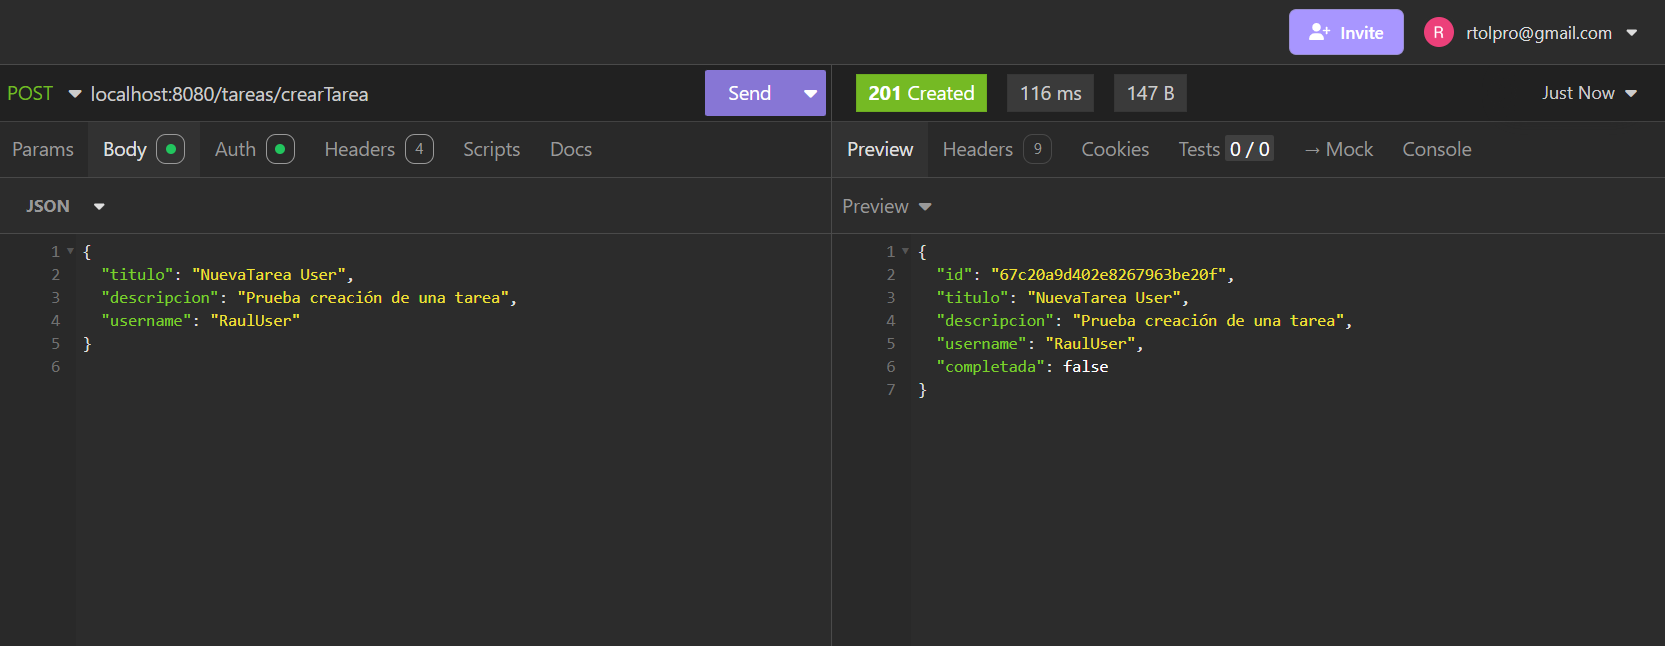 Invite
R rtolpro@gmail.com
POST localhost:8080/tareas/crearTarea Send
201 Created 116 ms 147 B Just Now
Params Body Auth Headers 4 Scripts Docs
Preview Headers 9 Cookies Tests 0 / 0 → Mock Console
JSON
Preview
1 {
2 "titulo": "NuevaTarea User",
3 "descripcion": "Prueba creación de una tarea",
4 "username": "RaulUser"
5 }
6
1 {
2 "id": "67c20a9d402e8267963be20f",
3 "titulo": "NuevaTarea User",
4 "descripcion": "Prueba creación de una tarea",
5 "username": "RaulUser",
6 "completada": false
7 }